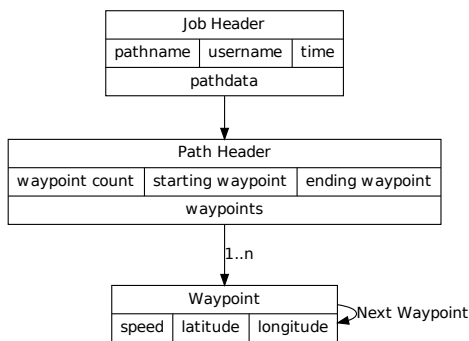 Job Header
pathname username time
pathdata
Path Header
waypoint count starting waypoint ending waypoint
waypoints
1..n
Waypoint
Next Waypoint
speed latitude longitude